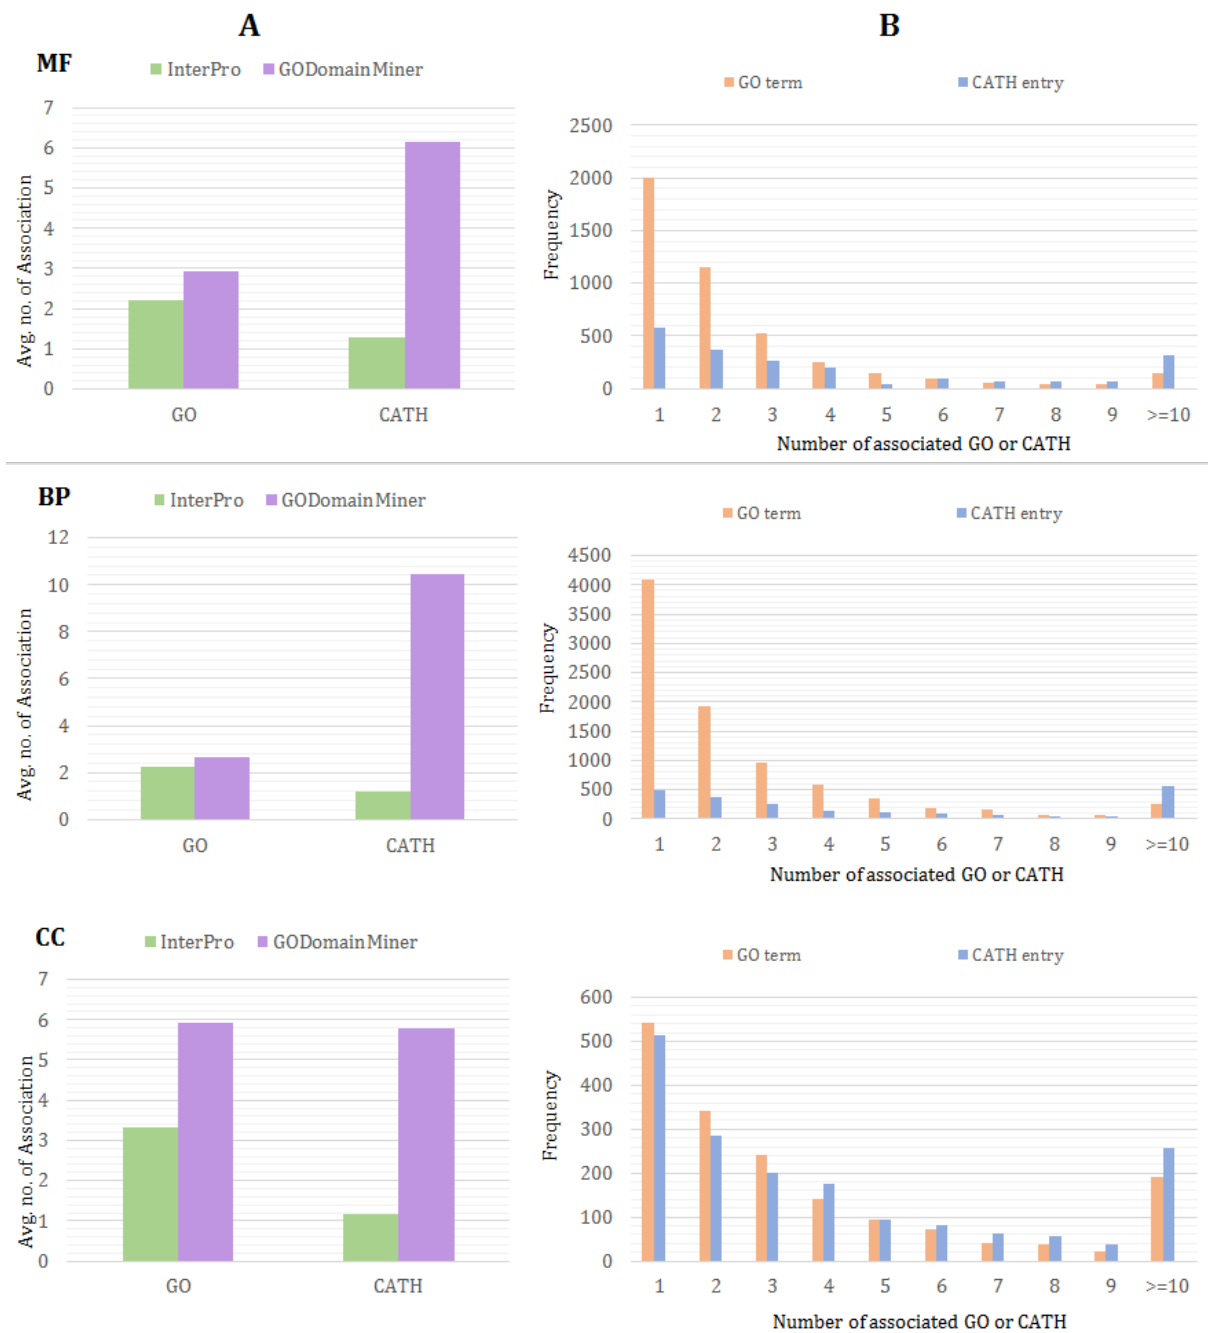 A
B
MF
InterPro GODomainMiner
7
6
5
4
3
2
1
0
Avg. no. of Association
GO CATH
GO term CATH entry
2500
2000
1500
1000
500
0
Frequency
1 2 3 4 5 6 7 8 9 >=10
Number of associated GO or CATH
BP
InterPro GODomainMiner
12
10
8
6
4
2
0
Avg. no. of Association
GO CATH
GO term CATH entry
4500
4000
3500
3000
2500
2000
1500
1000
500
0
Frequency
1 2 3 4 5 6 7 8 9 >=10
Number of associated GO or CATH
CC
InterPro GODomainMiner
7
6
5
4
3
2
1
0
Avg. no. of Association
GO CATH
GO term CATH entry
600
500
400
300
200
100
0
Frequency
1 2 3 4 5 6 7 8 9 >=10
Number of associated GO or CATH